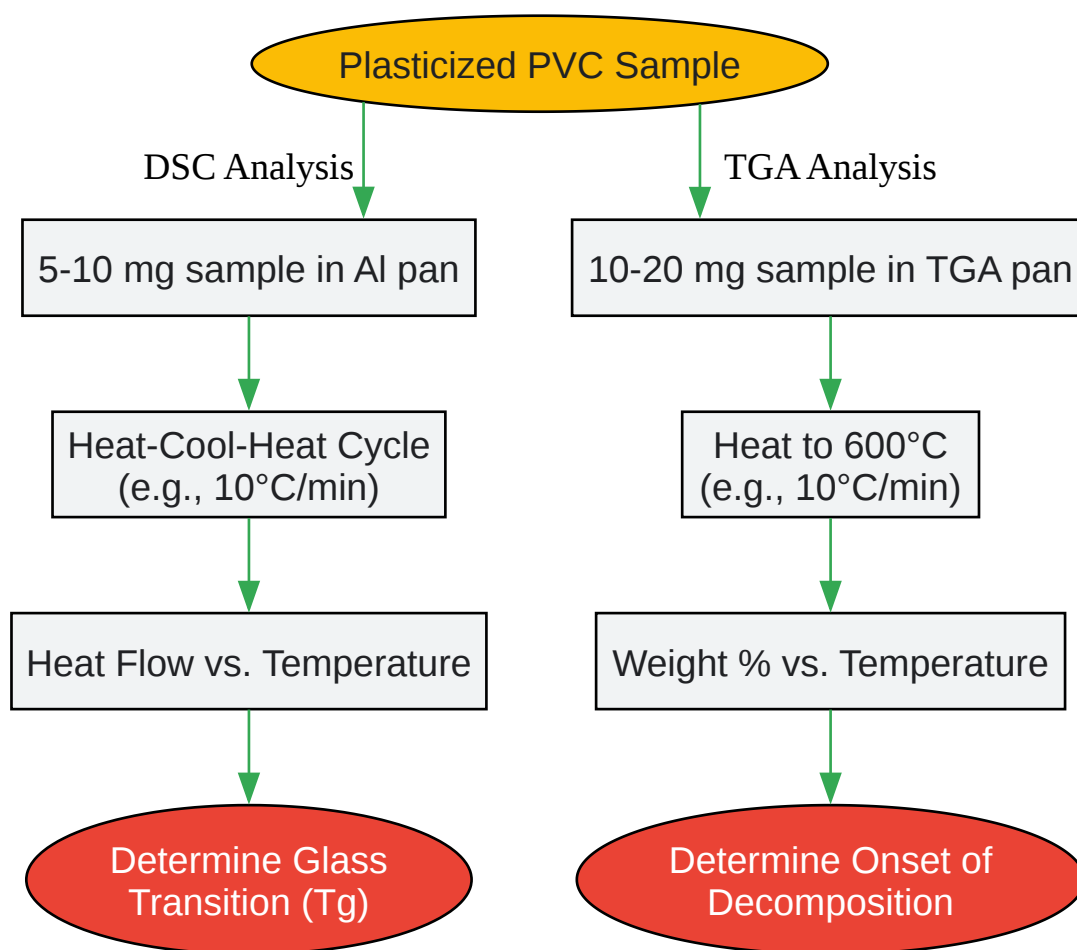 Plasticized PVC Sample
DSC Analysis
TGA Analysis
5-10 mg sample in Al pan
10-20 mg sample in TGA pan
Heat-Cool-Heat Cycle
(e.g., 10°C/min)
Heat to 600°C
(e.g., 10°C/min)
Heat Flow vs. Temperature
Weight % vs. Temperature
Determine Glass
Transition (Tg)
Determine Onset of
Decomposition